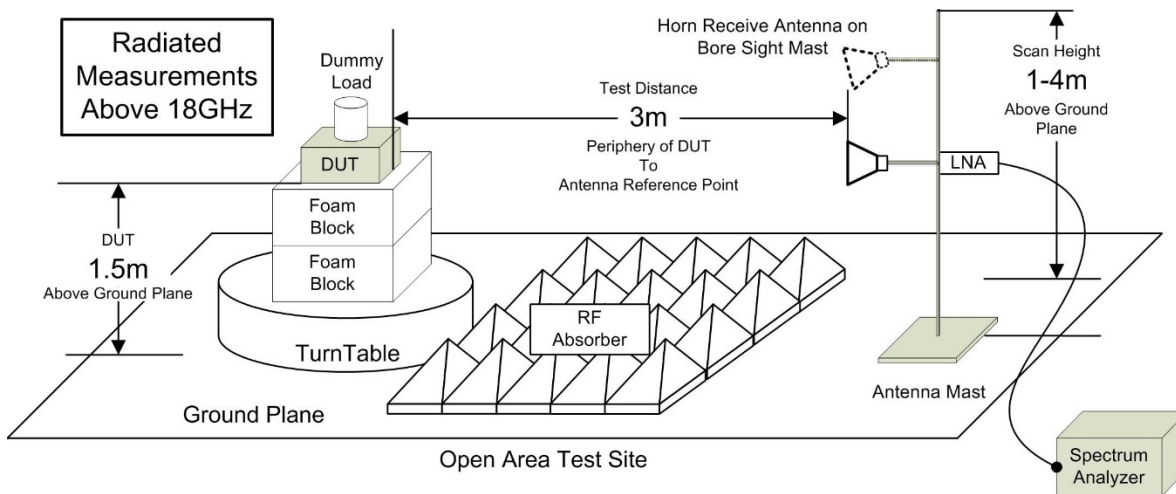 Radiated
Measurements
Above 18GHz
Dummy
Load
DUT
Foam
Block
Foam
Block
TurnTable
DUT
1.5m
Above Ground Plane
Test Distance
3m
Periphery of DUT
To
Antenna Reference Point
Horn Receive Antenna on
Bore Sight Mast
Scan Height
1-4m
Above Ground
Plane
LNA
RF
Absorber
Antenna Mast
Ground Plane
Open Area Test Site
Spectrum
Analyzer